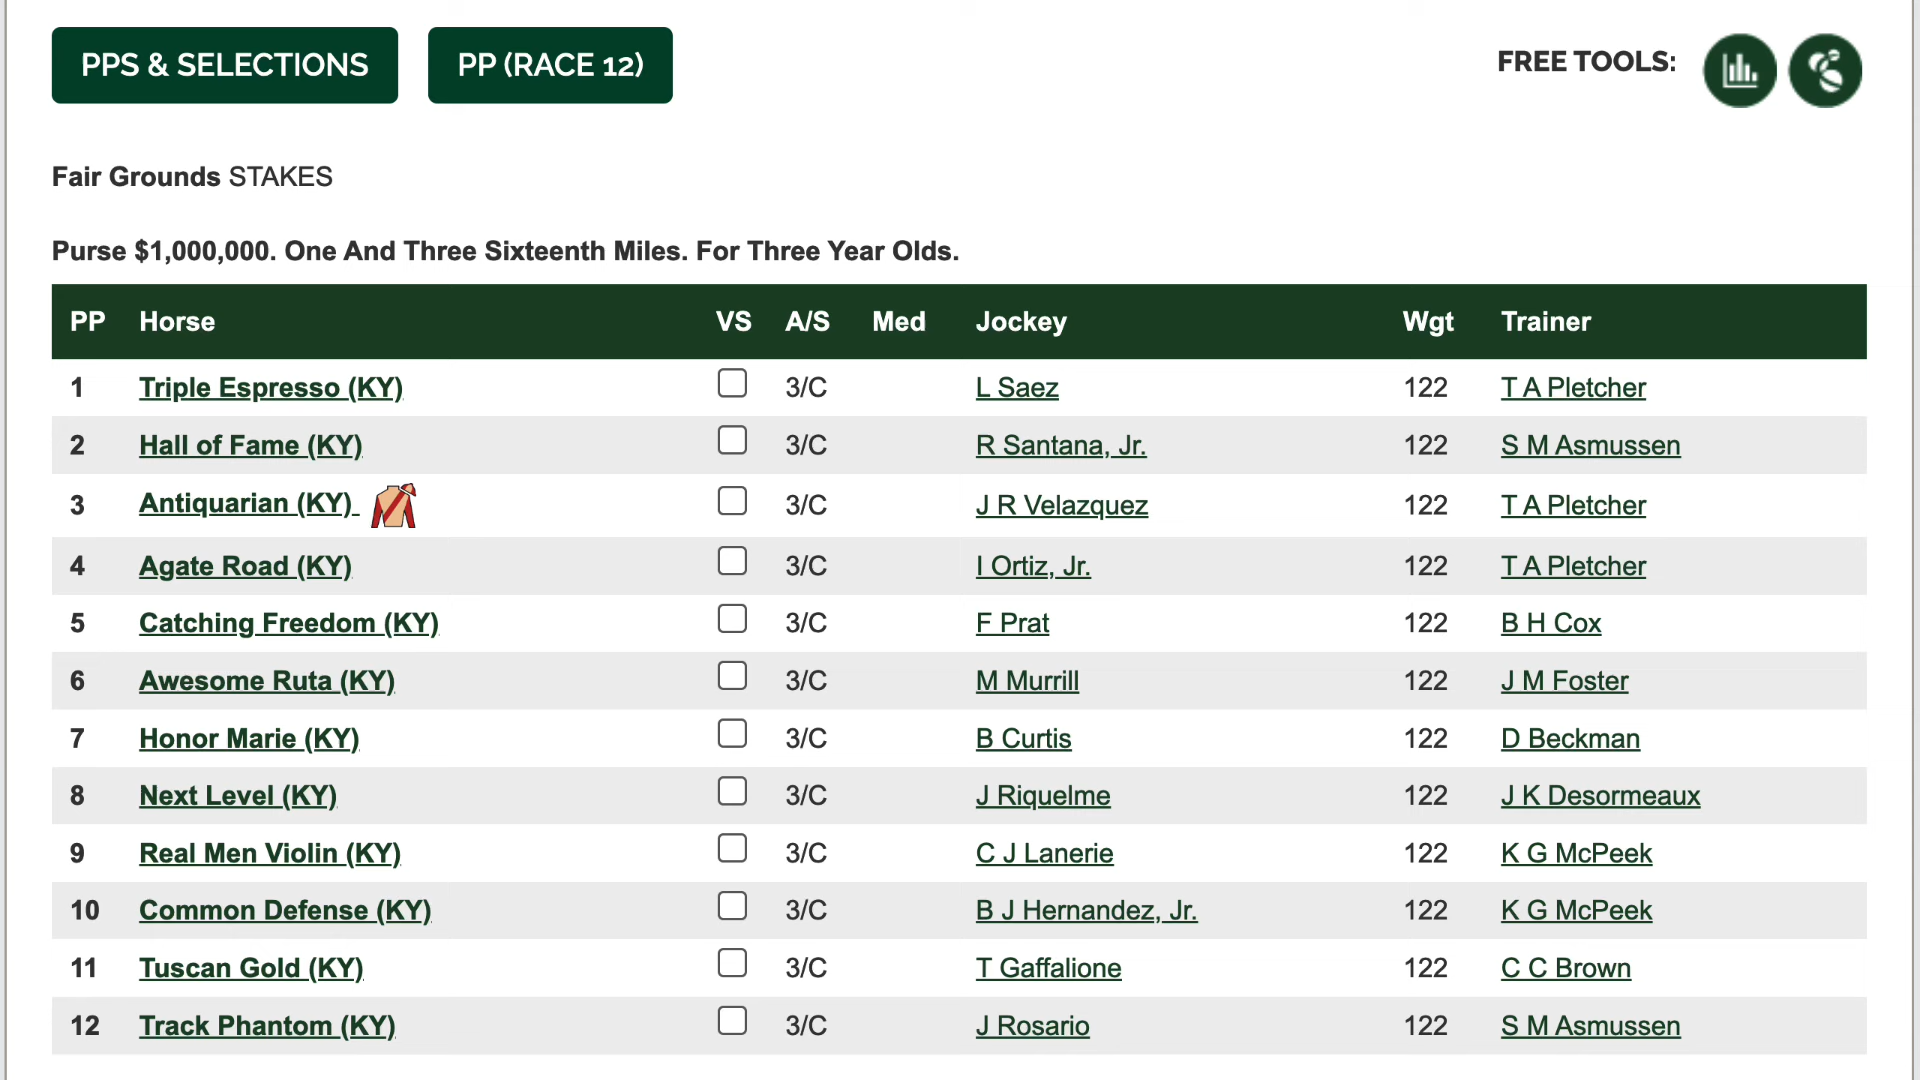 PPS & SELECTIONS PP (RACE 12) FREE TOOLS:
Fair Grounds STAKES
Purse $1,000,000. One And Three Sixteenth Miles. For Three Year Olds.
PP Horse VS A/S Med Jockey Wgt Trainer
1 Triple Espresso (KY) 3/C L Saez 122 T A Pletcher
2 Hall of Fame (KY) 3/C R Santana, Jr. 122 S M Asmussen
3 Antiquarian (KY) 3/C J R Velazquez 122 T A Pletcher
4 Agate Road (KY) 3/C I Ortiz, Jr. 122 T A Pletcher
5 Catching Freedom (KY) 3/C F Prat 122 B H Cox
6 Awesome Ruta (KY) 3/C M Murrill 122 J M Foster
7 Honor Marie (KY) 3/C B Curtis 122 D Beckman
8 Next Level (KY) 3/C J Riquelme 122 J K Desormeaux
9 Real Men Violin (KY) 3/C C J Lanerie 122 K G McPeek
10 Common Defense (KY) 3/C B J Hernandez, Jr. 122 K G McPeek
11 Tuscan Gold (KY) 3/C T Gaffalione 122 C C Brown
12 Track Phantom (KY) 3/C J Rosario 122 S M Asmussen